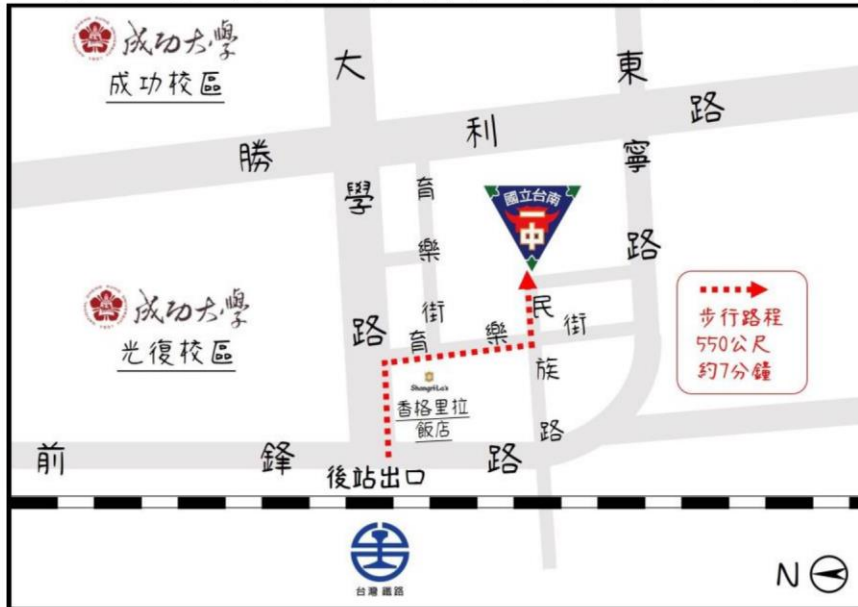 成功大學
成功校區
大學路
東寧路
勝利路
國立台南
一中
育樂街
成功大學
光復校區
育樂街
民族路
步行路程
550公尺
約7分鐘
Shangri-La's
香格里拉
飯店
前鋒路
後站出口
台灣鐵路
N